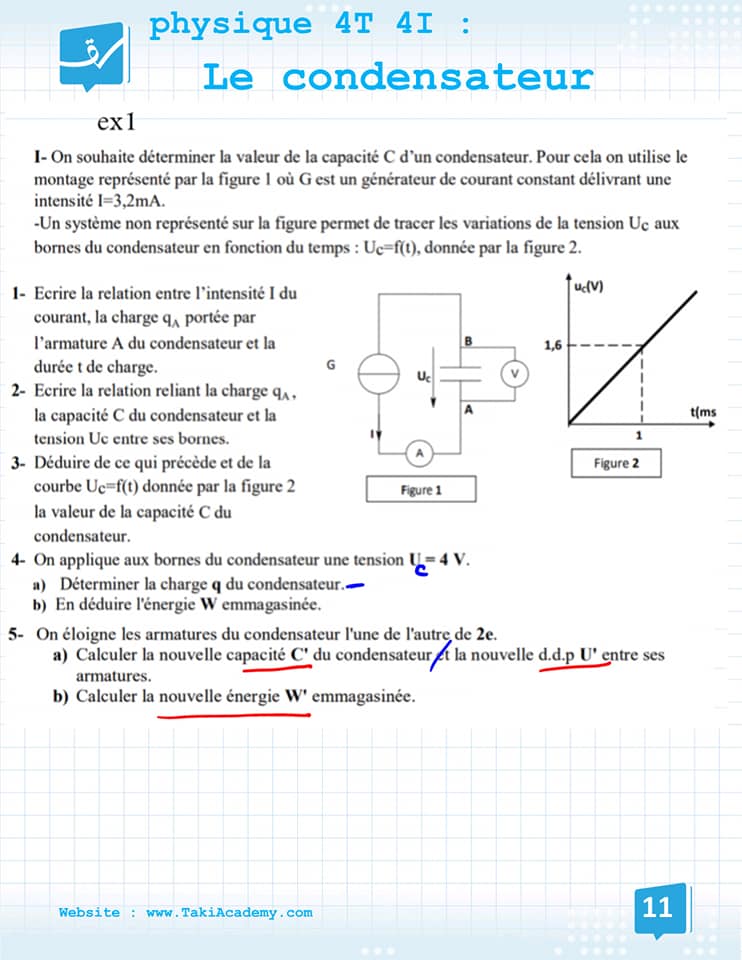 physique 4T 4I :
Le condensateur
ex1
I- On souhaite déterminer la valeur de la capacité C d'un condensateur. Pour cela on utilise le
montage représenté par la figure 1 où G est un générateur de courant constant délivrant une
intensité I=3,2mA.
-Un système non représenté sur la figure permet de tracer les variations de la tension UC aux
bornes du condensateur en fonction du temps : UC=f(t), donnée par la figure 2.
1- Ecrire la relation entre l'intensité I du
courant, la charge qA portée par
l'armature A du condensateur et la
durée t de charge.
2- Ecrire la relation reliant la charge qA,
la capacité C du condensateur et la
tension Uc entre ses bornes.
3- Déduire de ce qui précède et de la
courbe UC=f(t) donnée par la figure 2
la valeur de la capacité C du
condensateur.
G
B
UC
V
A
I
A
Figure 1
uC(V)
1,6
t(ms
1
Figure 2
4- On applique aux bornes du condensateur une tension U = 4 V.
c
a) Déterminer la charge q du condensateur.
b) En déduire l'énergie W emmagasinée.
5- On éloigne les armatures du condensateur l'une de l'autre de 2e.
a) Calculer la nouvelle capacité C' du condensateur et la nouvelle d.d.p U' entre ses
armatures.
b) Calculer la nouvelle énergie W' emmagasinée.
Website : www.TakiAcademy.com
11